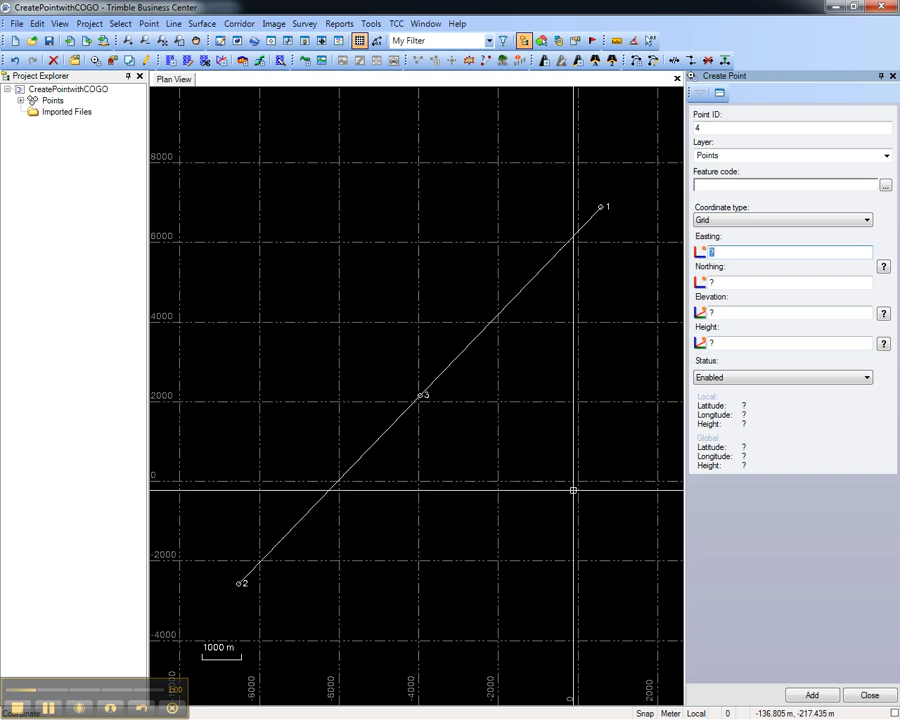 CreatePointwithCOGO - Trimble Business Center
File Edit View Project Select Point Line Surface Corridor Image Survey Reports Tools TCC Window Help
My Filter
Project Explorer
CreatePointwithCOGO
Points
Imported Files
Plan View
8000
6000
4000
2000
0
-2000
-4000
1
3
2
1000 m
-8000
-6000
-4000
-2000
0
2000
Create Point
Point ID:
4
Layer:
Points
Feature code:
...
Coordinate type:
Grid
Easting:
?
Northing:
?
?
Elevation:
?
?
Height:
?
?
Status:
Enabled
Local:
Latitude: ?
Longitude: ?
Height: ?
Global:
Latitude: ?
Longitude: ?
Height: ?
Add
Close
1:00
Coordinate
Snap Meter Local 0 -136.805 m, -217.435 m